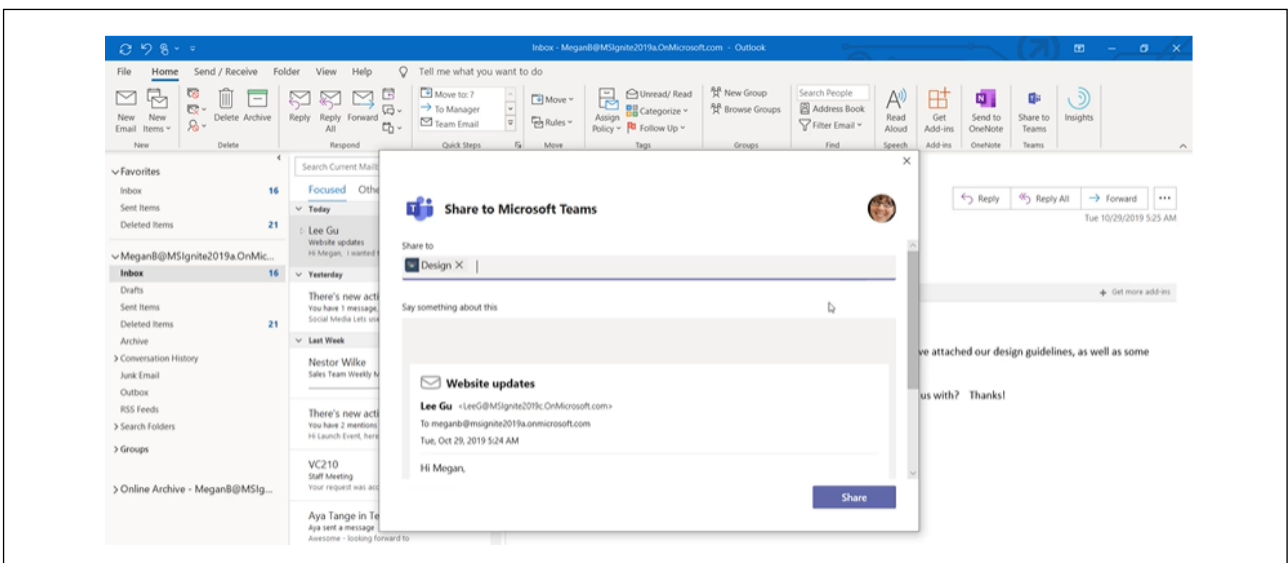 Inbox - MeganB@MSIgnite2019a.OnMicrosoft.com - Outlook
File Home Send / Receive Folder View Help Tell me what you want to do
New Email
New Items
Delete
Archive
Reply
Reply All
Forward
Move to: ?
To Manager
Team Email
Move
Rules
Assign Policy
Unread/ Read
Categorize
Follow Up
New Group
Browse Groups
Search People
Address Book
Filter Email
Read Aloud
Get Add-ins
Send to OneNote
Share to Teams
Insights
New Delete Respond Quick Steps Move Tags Groups Find Speech Add-ins OneNote Teams
Favorites
Inbox 16
Sent Items
Deleted Items 21
MeganB@MSIgnite2019a.OnMic...
Inbox 16
Drafts
Sent Items
Deleted Items 21
Archive
Conversation History
Junk Email
Outbox
RSS Feeds
Search Folders
Groups
Online Archive - MeganB@MSIg...
Search Current Mail
Focused
Today
Lee Gu
Website updates
Hi Megan, I wanted
Yesterday
There's new
You have 1 message,
Social Media Lets
Last Week
Nestor Wilke
Sales Team Weekly
There's new
You have 2 mentions
Hi Launch Event, here
VC210
Staff Meeting
Your request was
Aya Tange in
Aya sent a message
Awesome - looking forward to
Share to Microsoft Teams
Share to
Design
Say something about this
Website updates
Lee Gu <LeeG@MSIgnite2019c.OnMicrosoft.com>
To meganb@msignite2019a.onmicrosoft.com
Tue, Oct 29, 2019 5:24 AM
Hi Megan,
Share
Reply Reply All Forward
Tue 10/29/2019 5:25 AM
Get more add-ins
attached our design guidelines, as well as some
us with? Thanks!